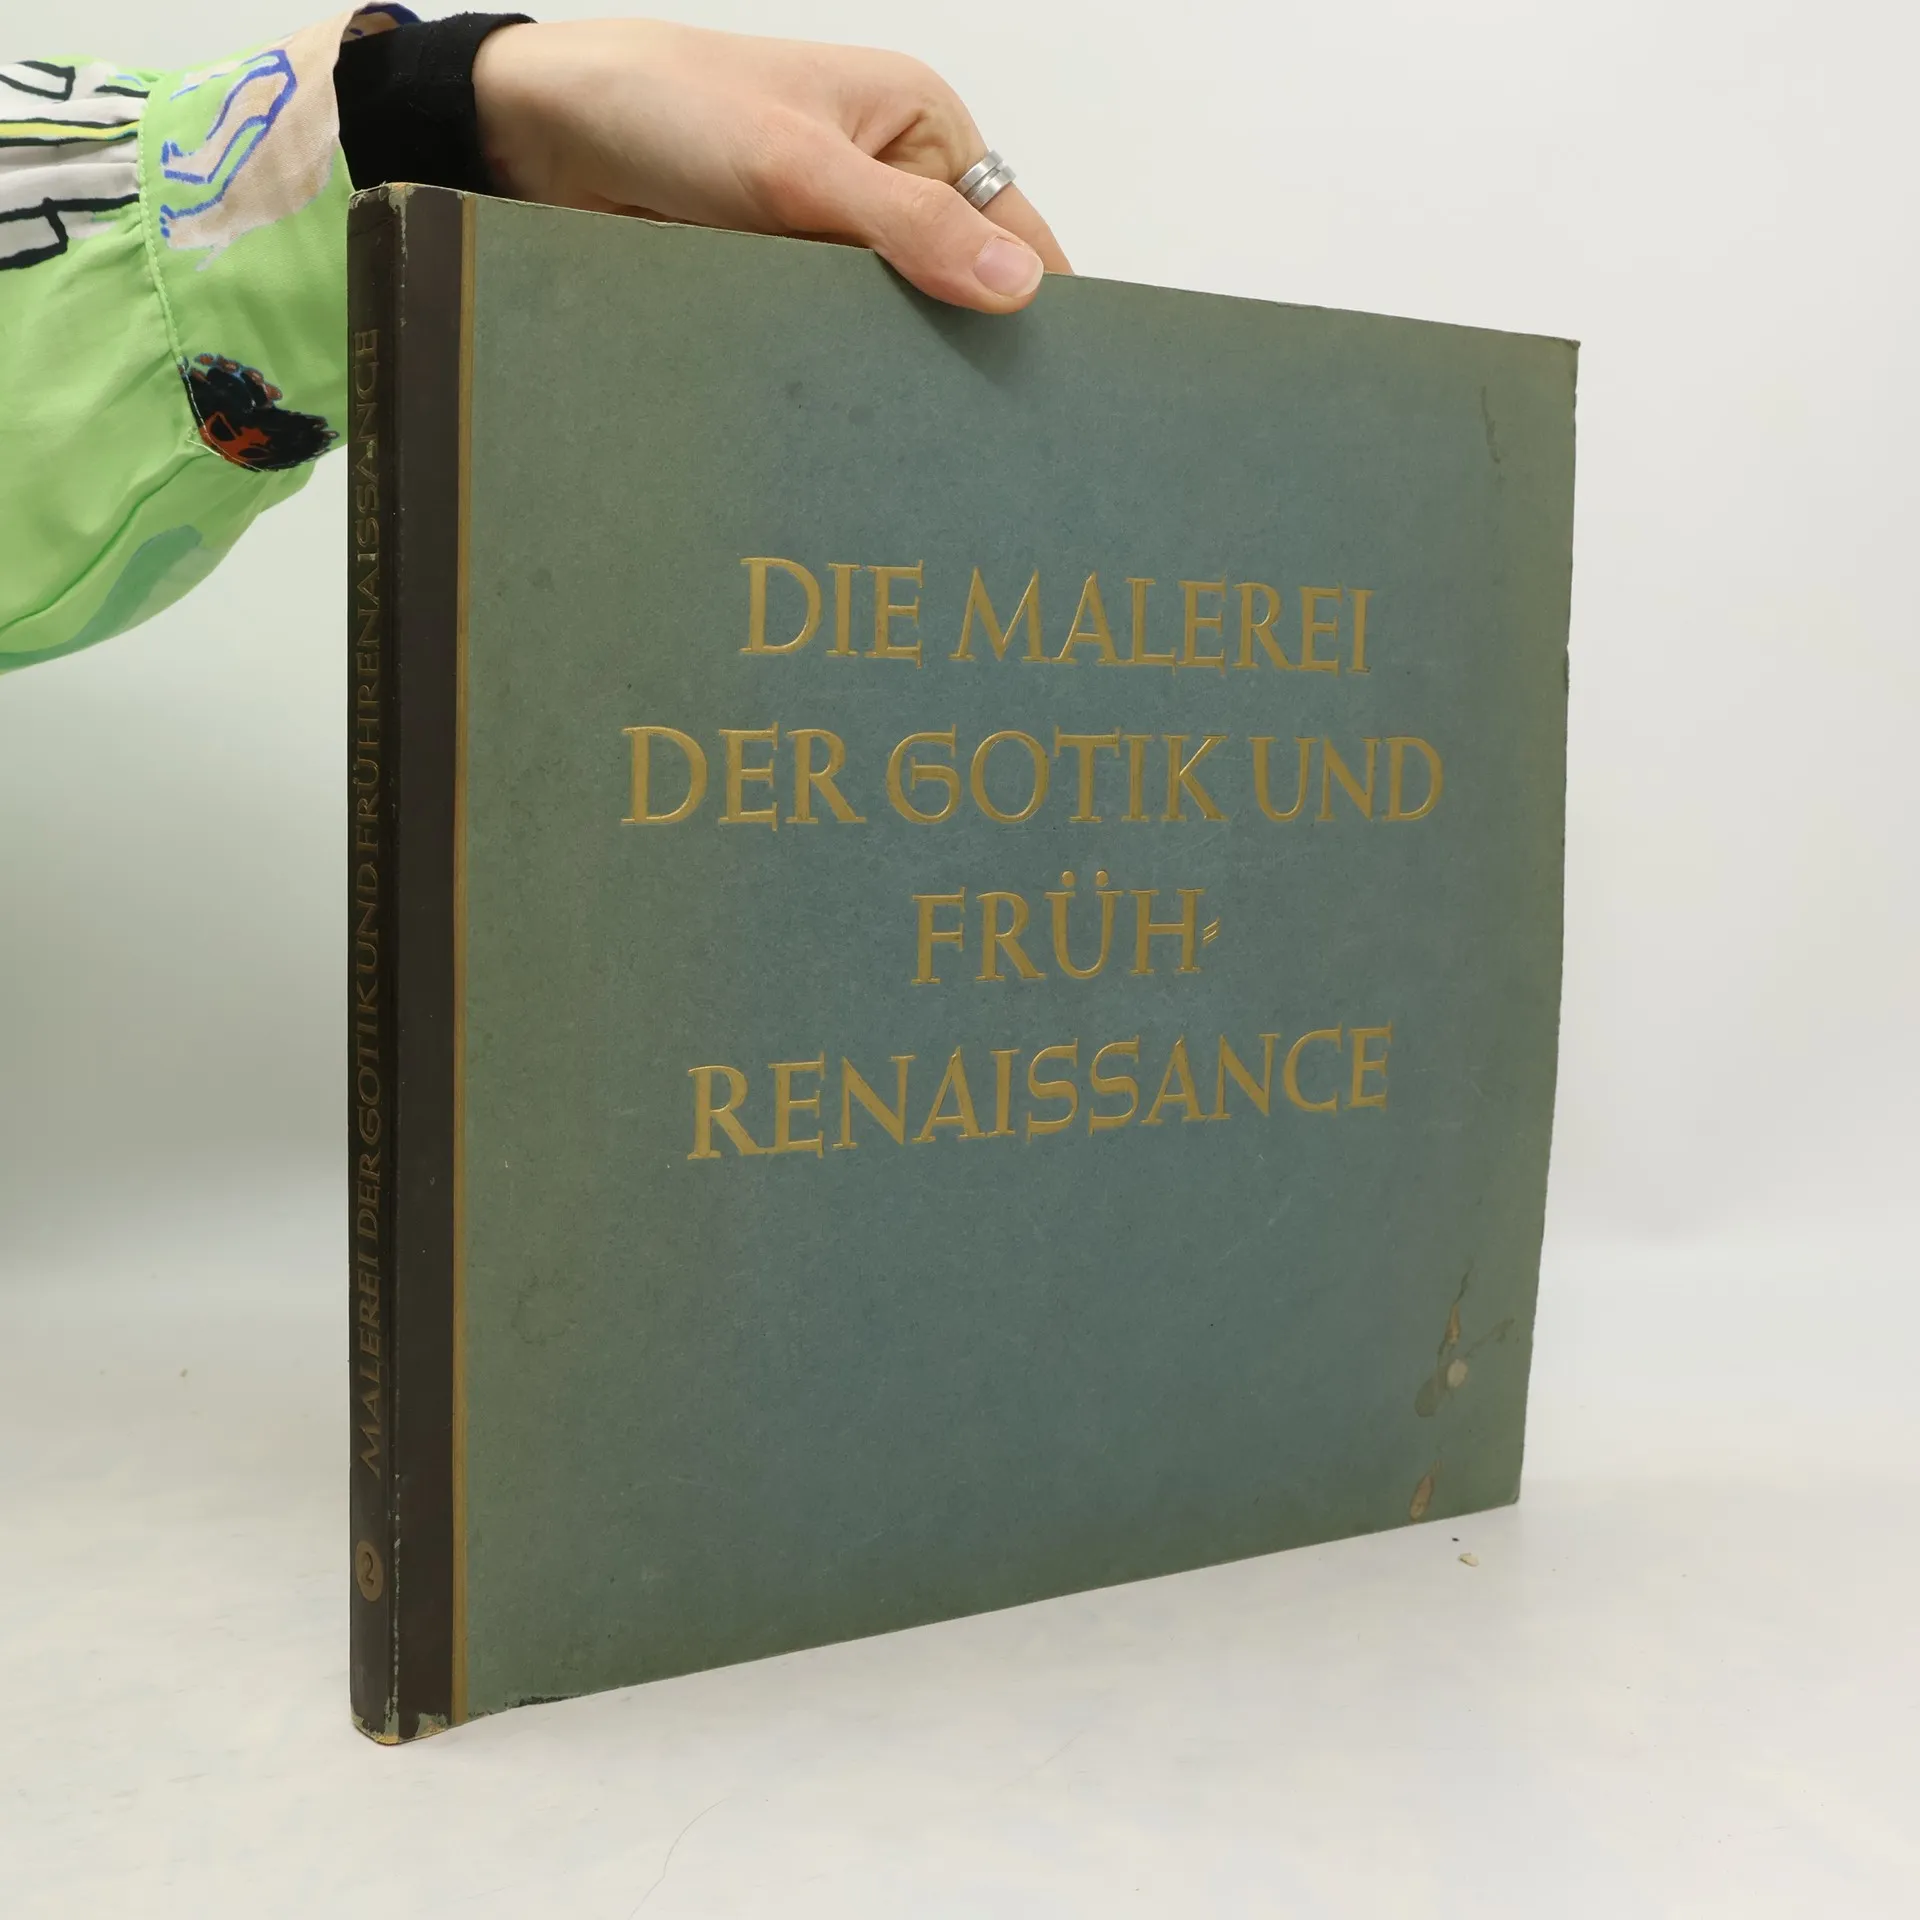 DIE MALEREI
DER GOTIK UND
FRÜH=
RENAISSANCE
MALEREI DER GOTIK UND FRÜHRENAISSANCE
2